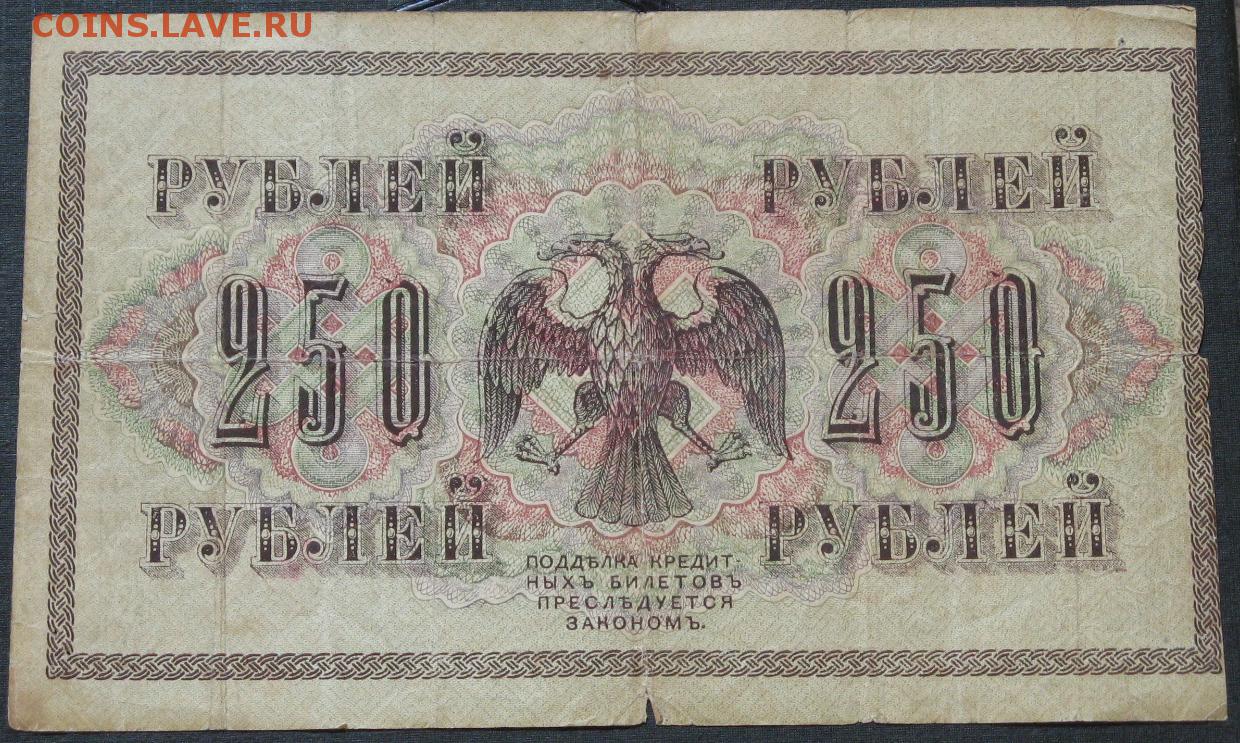 COINS.LAVE.RU
РУБЛЕЙ РУБЛЕЙ
250 250
РУБЛЕЙ РУБЛЕЙ
ПОДДѢЛКА КРЕДИТ-
НЫХЪ БИЛЕТОВЪ
ПРЕСЛѢДУЕТСЯ
ЗАКОНОМЪ.